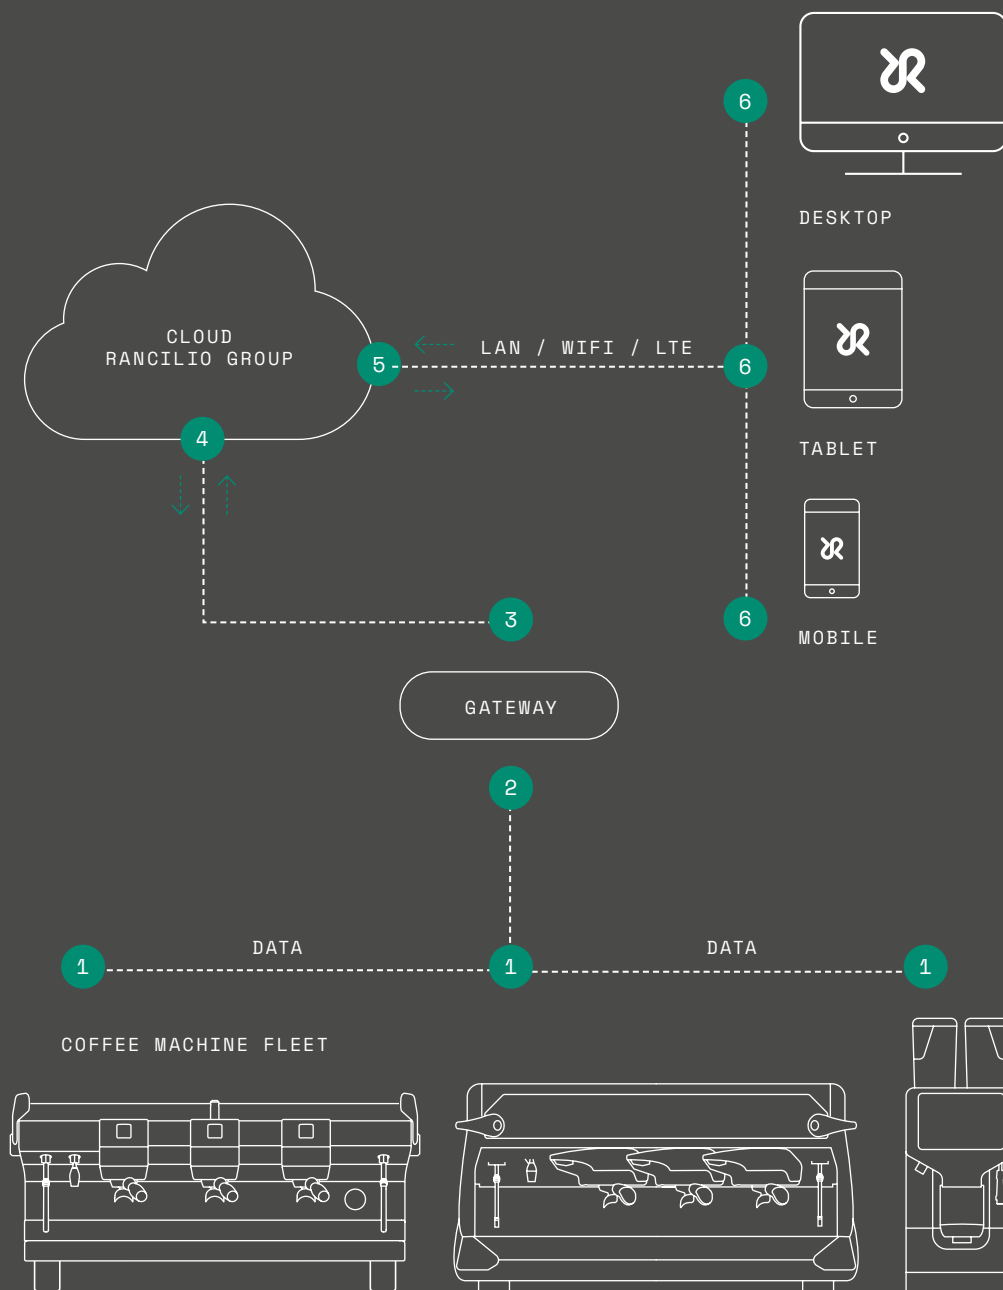 6
DESKTOP
CLOUD
RANCILIO GROUP
5
LAN / WIFI / LTE
6
4
TABLET
3
6
MOBILE
GATEWAY
2
DATA
DATA
1
1
1
COFFEE MACHINE FLEET